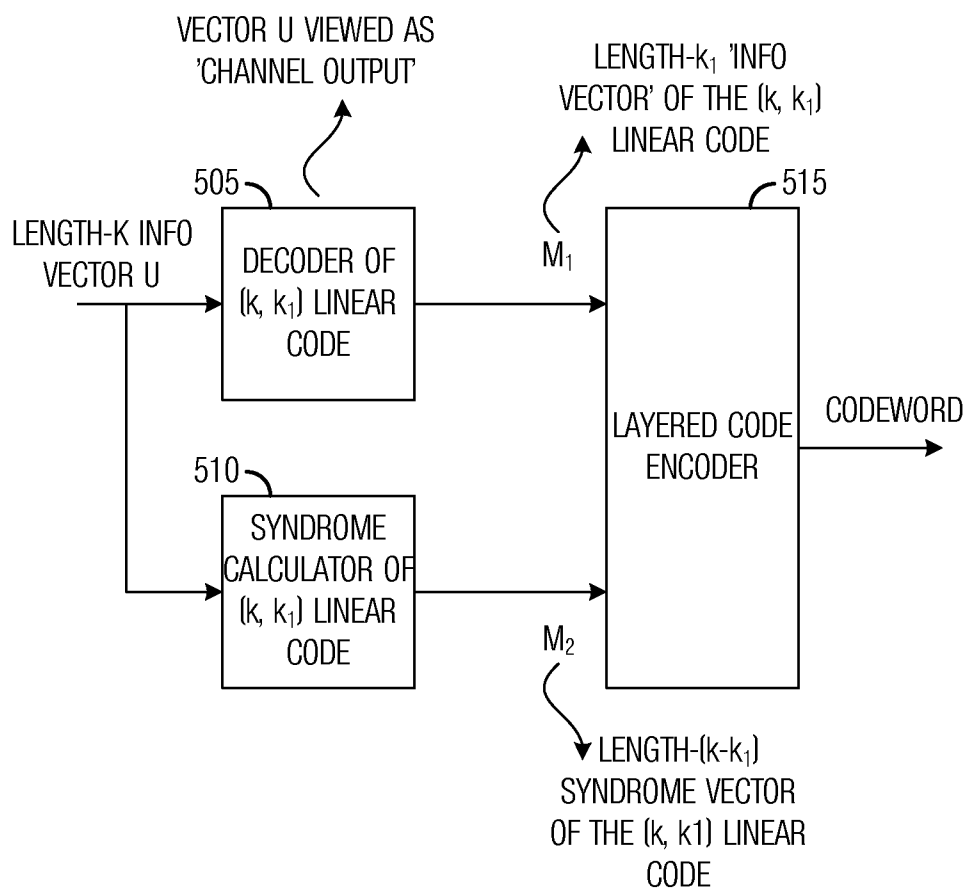 VECTOR U VIEWED AS
'CHANNEL OUTPUT'
LENGTH-k₁ 'INFO
VECTOR' OF THE (k, k₁)
LINEAR CODE
505
515
LENGTH-K INFO
VECTOR U
DECODER OF
(k, k₁) LINEAR
CODE
M₁
LAYERED CODE
ENCODER
CODEWORD
510
SYNDROME
CALCULATOR OF
(k, k₁) LINEAR
CODE
M₂
LENGTH-(k-k₁)
SYNDROME VECTOR
OF THE (k, k1) LINEAR
CODE